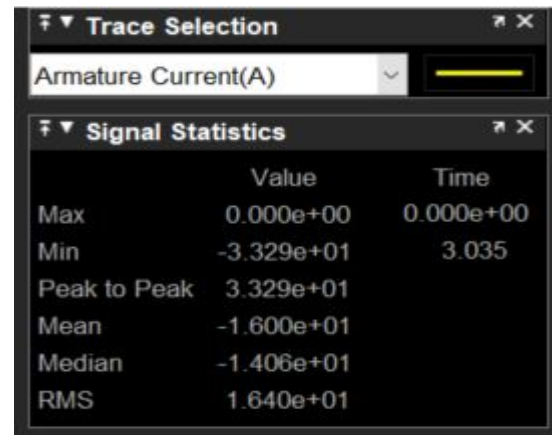 Trace Selection
Armature Current(A)
Signal Statistics
Value Time
Max 0.000e+00 0.000e+00
Min -3.329e+01 3.035
Peak to Peak 3.329e+01
Mean -1.600e+01
Median -1.406e+01
RMS 1.640e+01